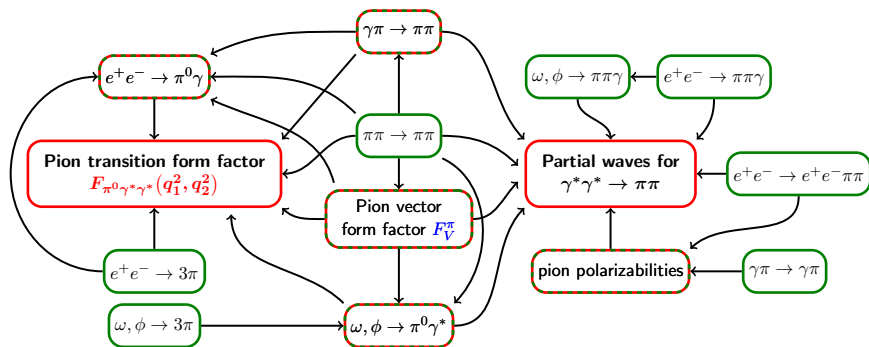 γπ → ππ
e⁺e⁻ → π⁰γ
ω, ϕ → ππγ
e⁺e⁻ → ππγ
ππ → ππ
Pion transition form factor
F_{π⁰γ*γ*}(q₁², q₂²)
Partial waves for
γ*γ* → ππ
e⁺e⁻ → e⁺e⁻ππ
Pion vector
form factor F_V^π
e⁺e⁻ → 3π
pion polarizabilities
γπ → γπ
ω, ϕ → 3π
ω, ϕ → π⁰γ*